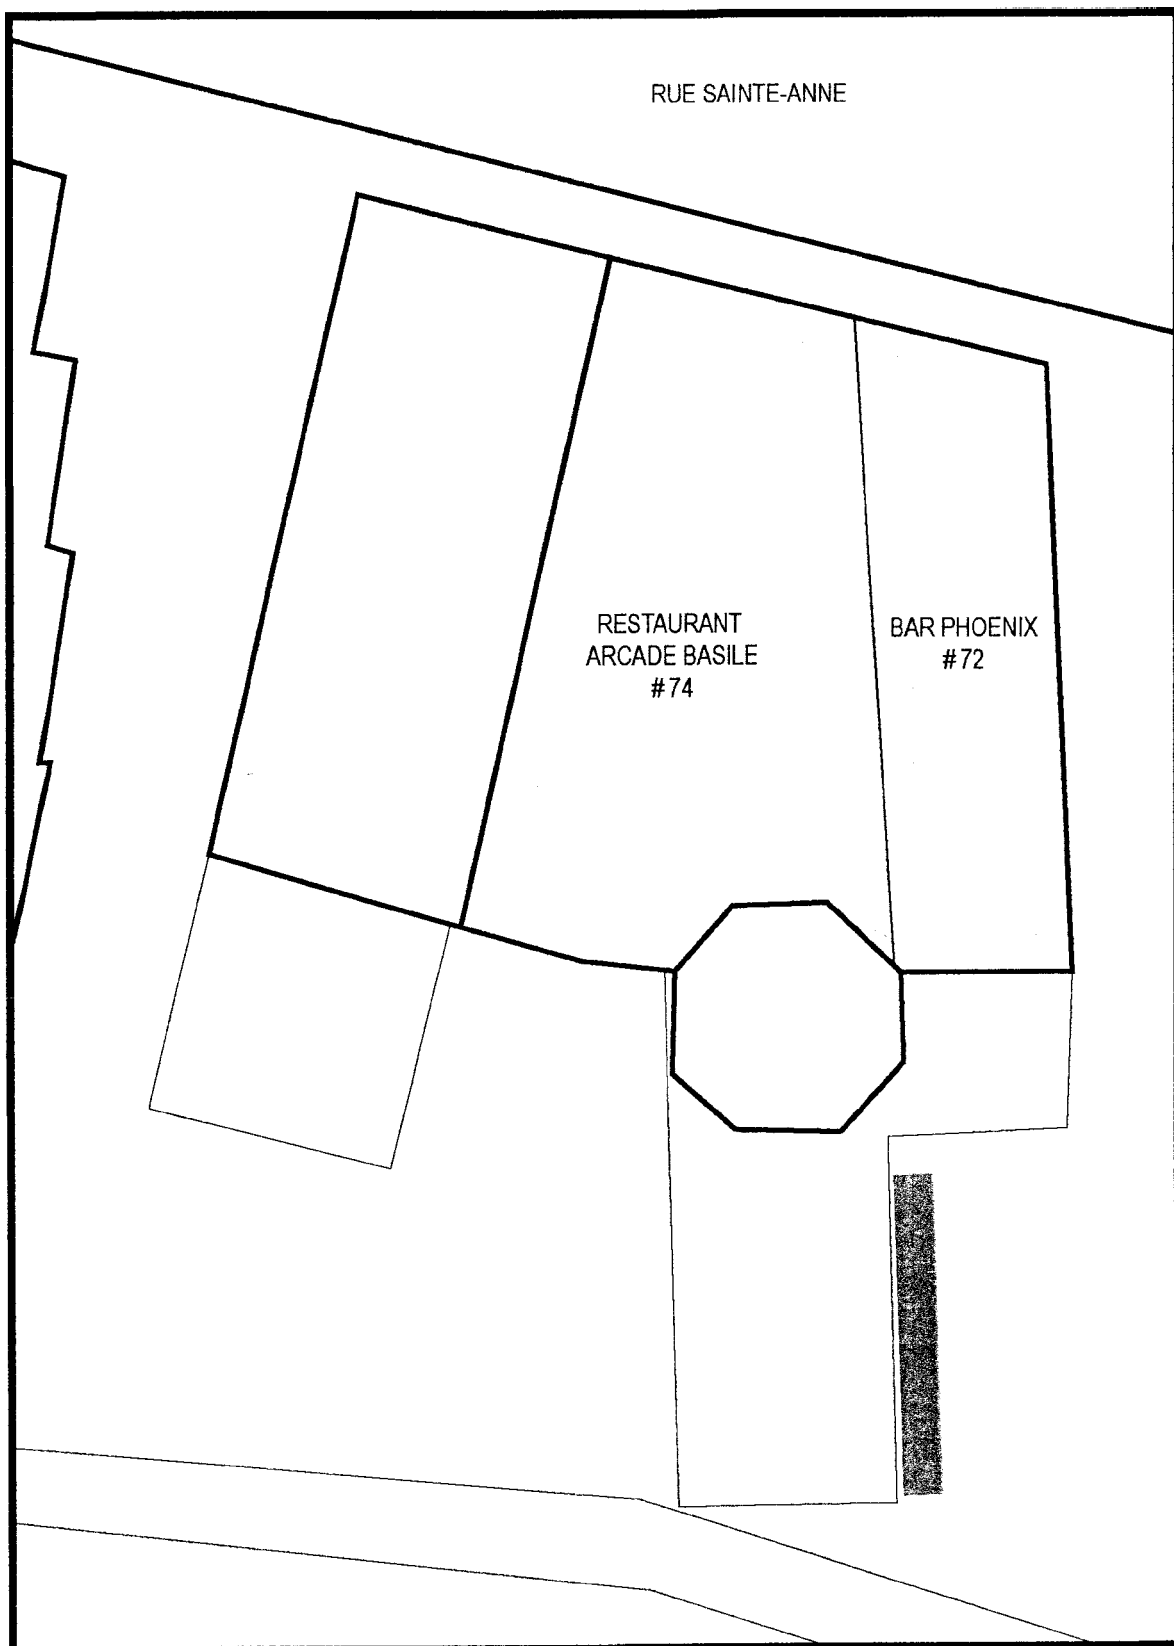 RUE SAINTE-ANNE
RESTAURANT
ARCADE BASILE
#74
BAR PHOENIX
#72